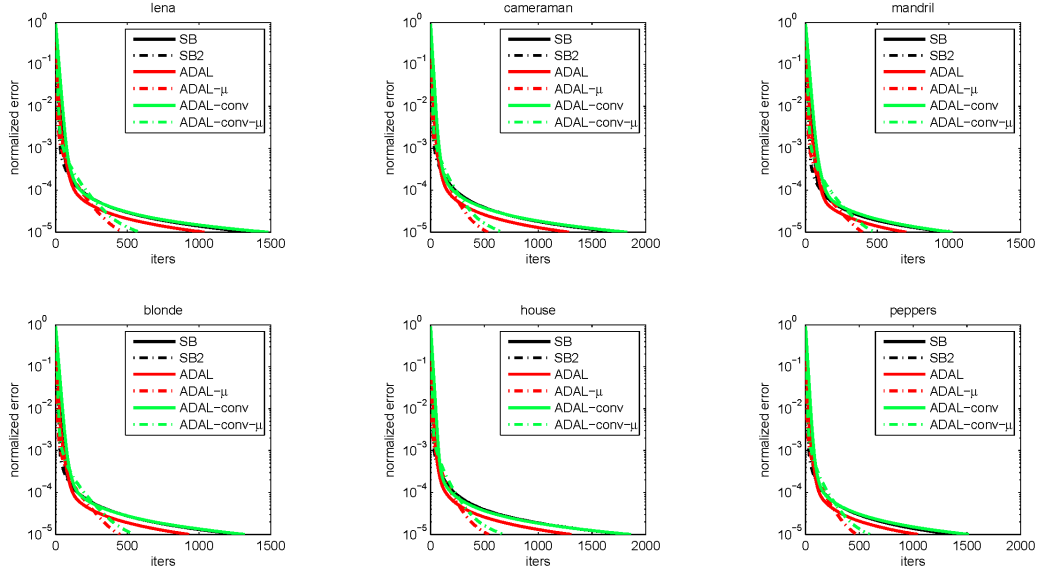 lena
10^0
10^-1
10^-2
10^-3
10^-4
10^-5
normalized error
0
500
1000
1500
iters
SB
SB2
ADAL
ADAL-μ
ADAL-conv
ADAL-conv-μ
cameraman
10^0
10^-1
10^-2
10^-3
10^-4
10^-5
normalized error
0
500
1000
1500
2000
iters
SB
SB2
ADAL
ADAL-μ
ADAL-conv
ADAL-conv-μ
mandril
10^0
10^-1
10^-2
10^-3
10^-4
10^-5
normalized error
0
500
1000
1500
iters
SB
SB2
ADAL
ADAL-μ
ADAL-conv
ADAL-conv-μ
blonde
10^0
10^-1
10^-2
10^-3
10^-4
10^-5
normalized error
0
500
1000
1500
iters
SB
SB2
ADAL
ADAL-μ
ADAL-conv
ADAL-conv-μ
house
10^0
10^-1
10^-2
10^-3
10^-4
10^-5
normalized error
0
500
1000
1500
2000
iters
SB
SB2
ADAL
ADAL-μ
ADAL-conv
ADAL-conv-μ
peppers
10^0
10^-1
10^-2
10^-3
10^-4
10^-5
normalized error
0
500
1000
1500
2000
iters
SB
SB2
ADAL
ADAL-μ
ADAL-conv
ADAL-conv-μ